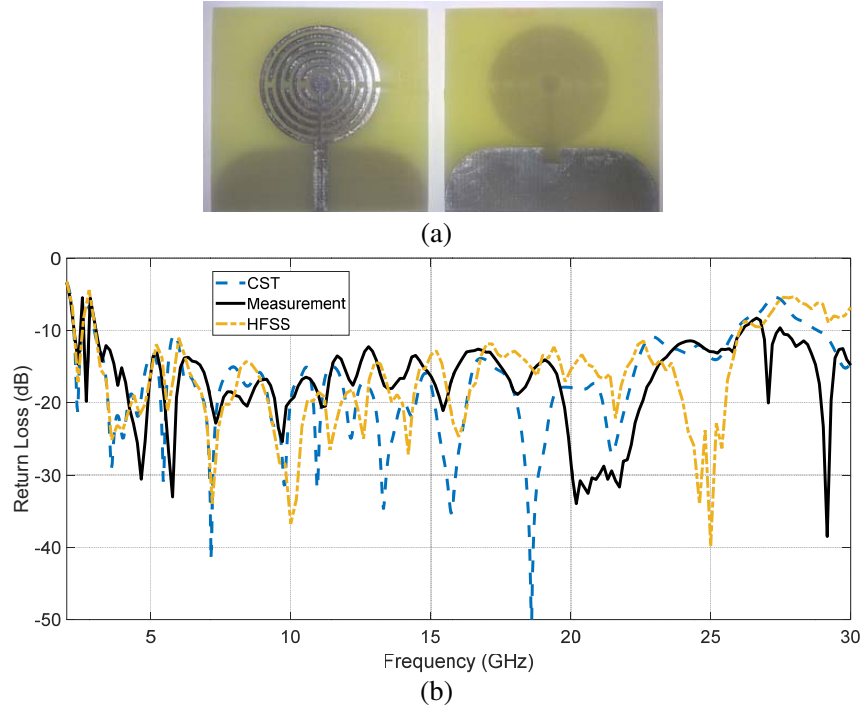 (a)
0
-10
-20
-30
-40
-50
Return Loss (dB)
CST
Measurement
HFSS
5 10 15 20 25 30
Frequency (GHz)
(b)